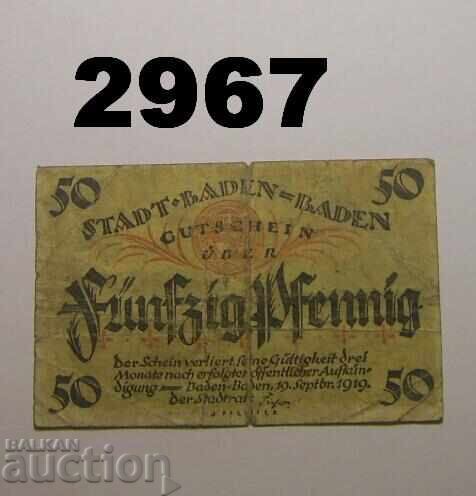 2967
50 50
STADT·BADEN=BADEN
GUTSCHEIN
ÜBER
Fünfzig Pfennig
der Schein verliert seine Gültigkeit drei
Monate nach erfolgter öffentlicher Aufkün-
digung — Baden-Baden, 19. Septbr. 1919.
50 der Stadtrat: 50
BALKAN
auction